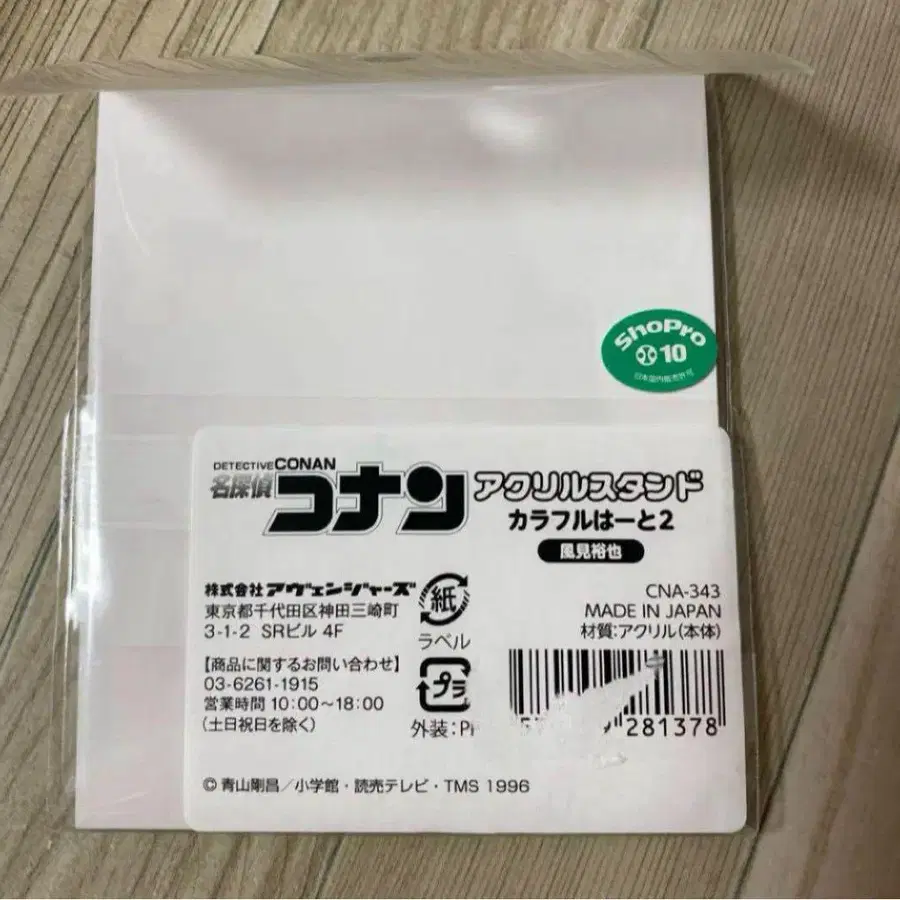 ShoPro
10
日本国内販売許可
DETECTIVE CONAN
名探偵コナン
アクリルスタンド
カラフルはーと2
風見裕也
株式会社アヴェンジャーズ
東京都千代田区神田三崎町
3-1-2 SRビル 4F
【商品に関するお問い合わせ】
03-6261-1915
営業時間 10:00～18:00
(土日祝日を除く)
紙
ラベル
プラ
外装:P
CNA-343
MADE IN JAPAN
材質:アクリル(本体)
281378
© 青山剛昌／小学館・読売テレビ・TMS 1996